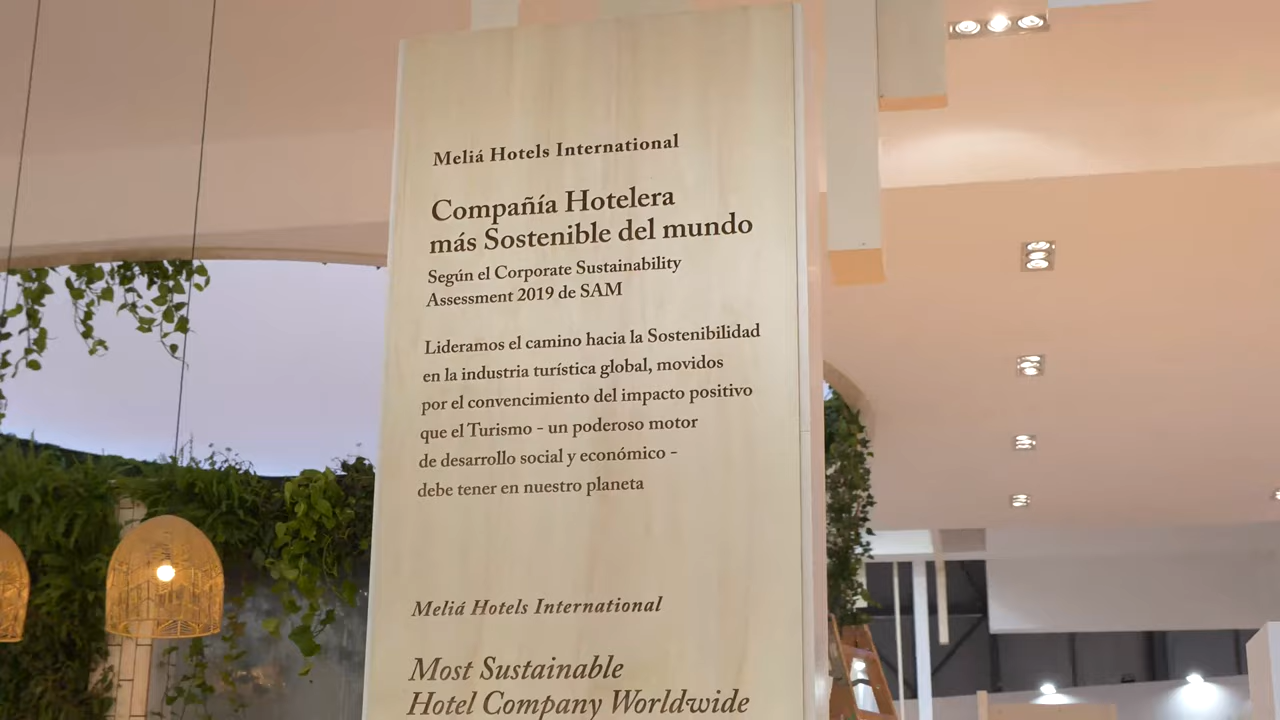 Meliá Hotels International
Compañía Hotelera
más Sostenible del mundo
Según el Corporate Sustainability
Assessment 2019 de SAM
Lideramos el camino hacia la Sostenibilidad
en la industria turística global, movidos
por el convencimiento del impacto positivo
que el Turismo - un poderoso motor
de desarrollo social y económico -
debe tener en nuestro planeta
Meliá Hotels International
Most Sustainable
Hotel Company Worldwide